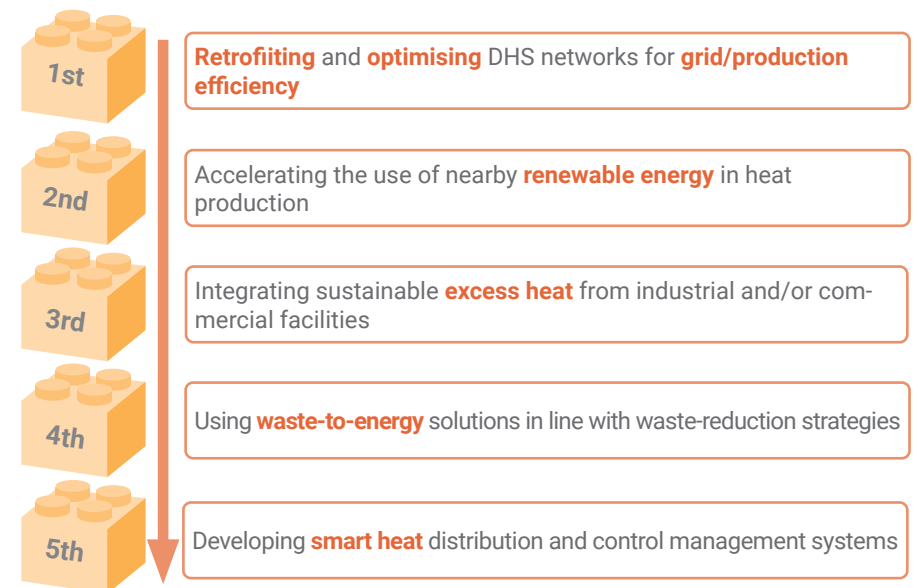 1st
Retrofiiting and optimising DHS networks for grid/production
efficiency
2nd
Accelerating the use of nearby renewable energy in heat
production
3rd
Integrating sustainable excess heat from industrial and/or com-
mercial facilities
4th
Using waste-to-energy solutions in line with waste-reduction strategies
5th
Developing smart heat distribution and control management systems